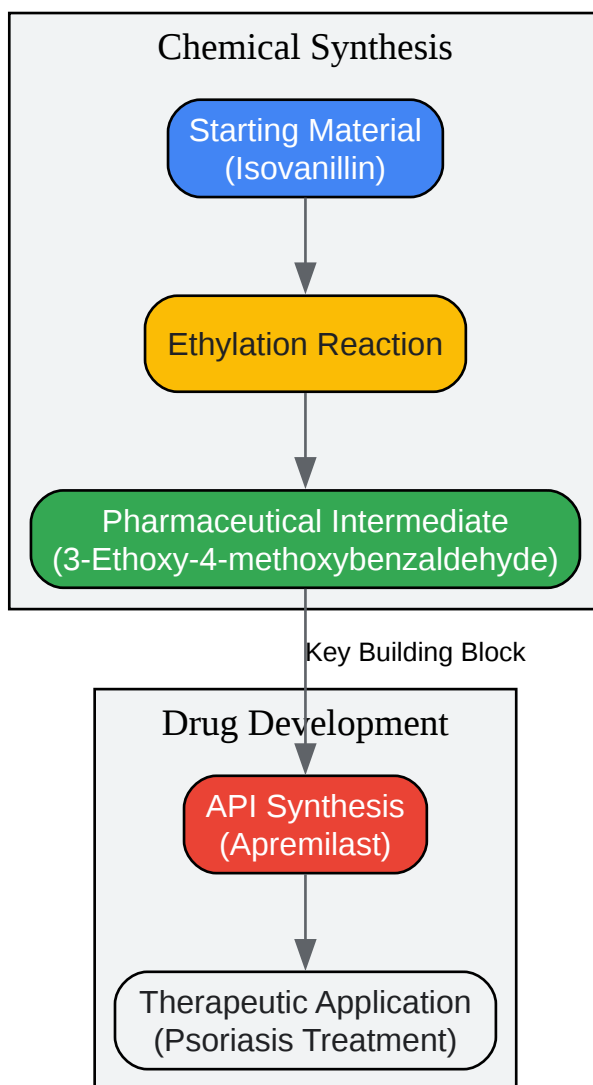 Chemical Synthesis
Starting Material
(Isovanillin)
Ethylation Reaction
Pharmaceutical Intermediate
(3-Ethoxy-4-methoxybenzaldehyde)
Key Building Block
Drug Development
API Synthesis
(Apremilast)
Therapeutic Application
(Psoriasis Treatment)